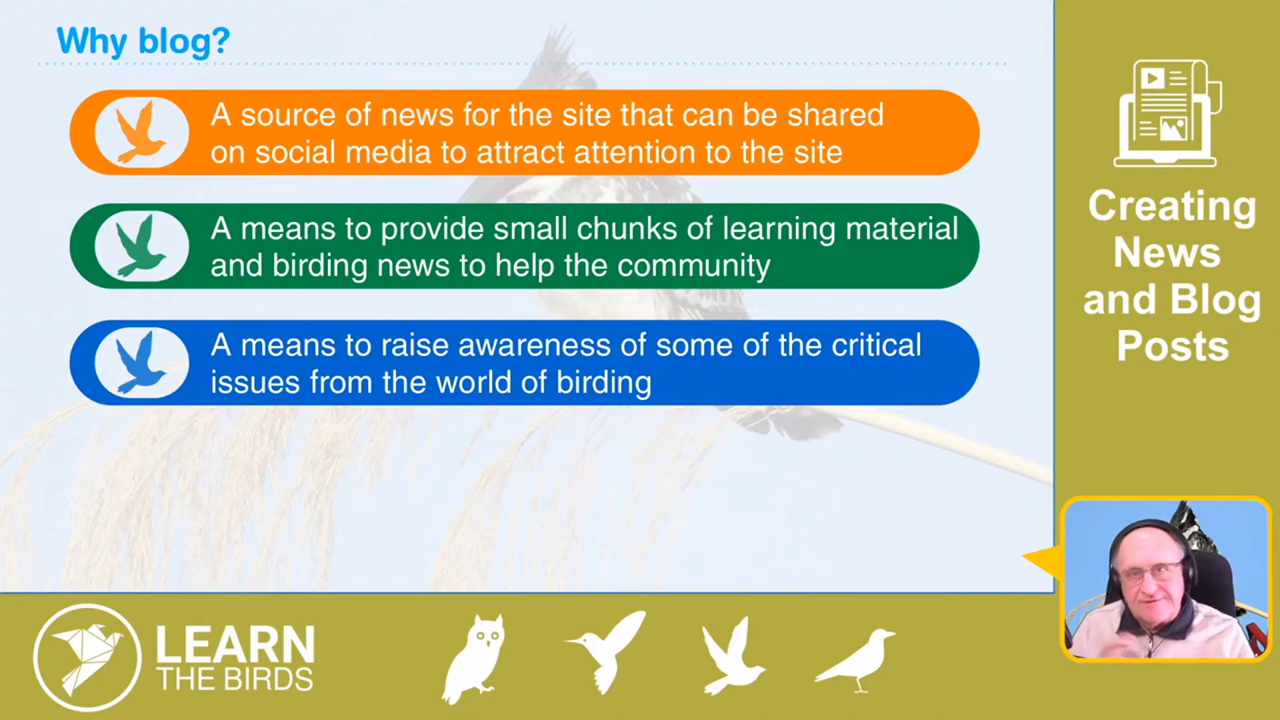 Why blog?
A source of news for the site that can be shared
on social media to attract attention to the site
A means to provide small chunks of learning material
and birding news to help the community
A means to raise awareness of some of the critical
issues from the world of birding
Creating
News
and Blog
Posts
LEARN
THE BIRDS